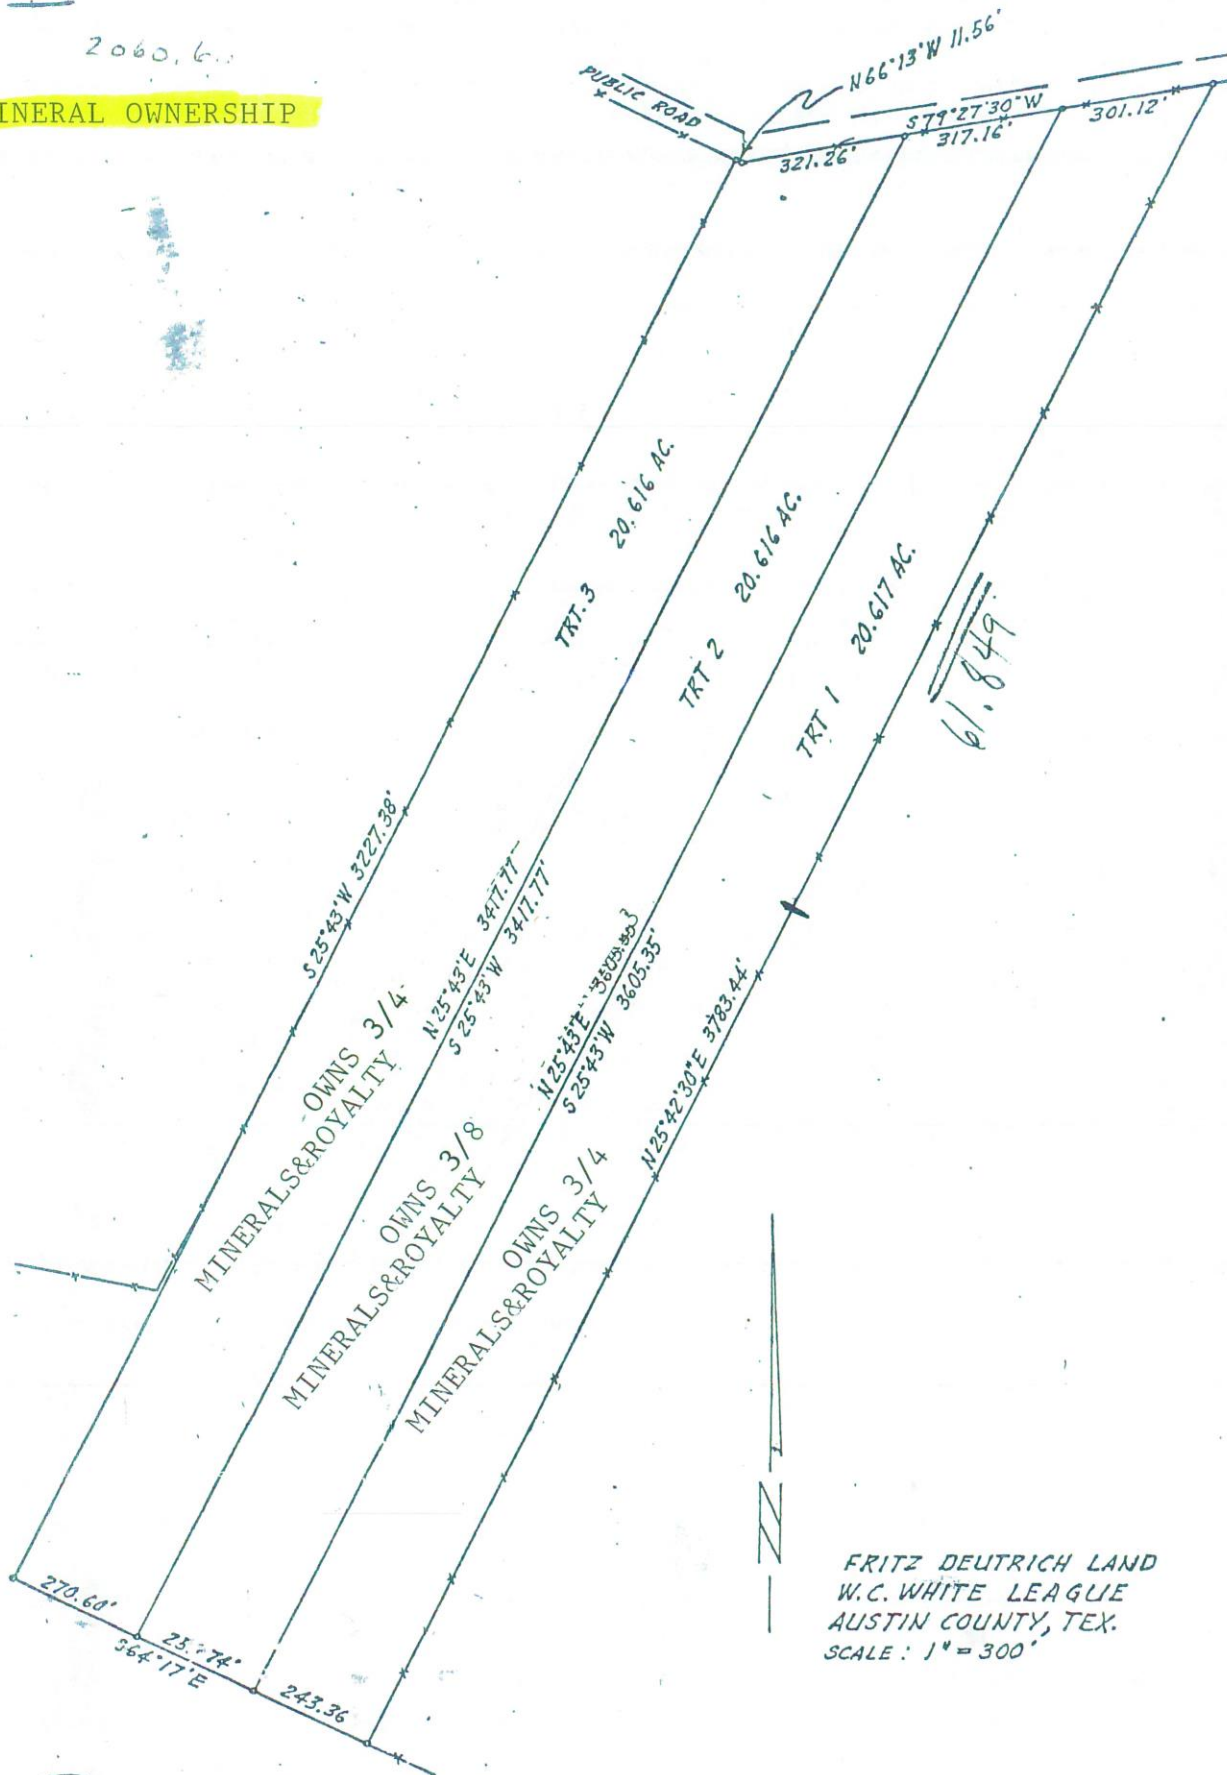 INERAL OWNERSHIP
N66°13'W 11.56'
PUBLIC ROAD
S79°27'30"W
321.26'
317.16'
301.12'
TRT. 3 20.616 AC.
TRT 2 20.616 AC.
TRT 1 20.617 AC.
61.849
S25°43'W 3227.38'
N25°43'E 3417.77'
S25°43'W 3417.77'
N25°43'E
S25°43'W 3605.35'
N25°42'30"E 3783.44'
OWNS 3/4
MINERALS&ROYALTY
OWNS 3/8
MINERALS&ROYALTY
OWNS 3/4
MINERALS&ROYALTY
270.60'
S64°17'E
243.36
N
FRITZ DEUTRICH LAND
W.C. WHITE LEAGUE
AUSTIN COUNTY, TEX.
SCALE: 1"=300'